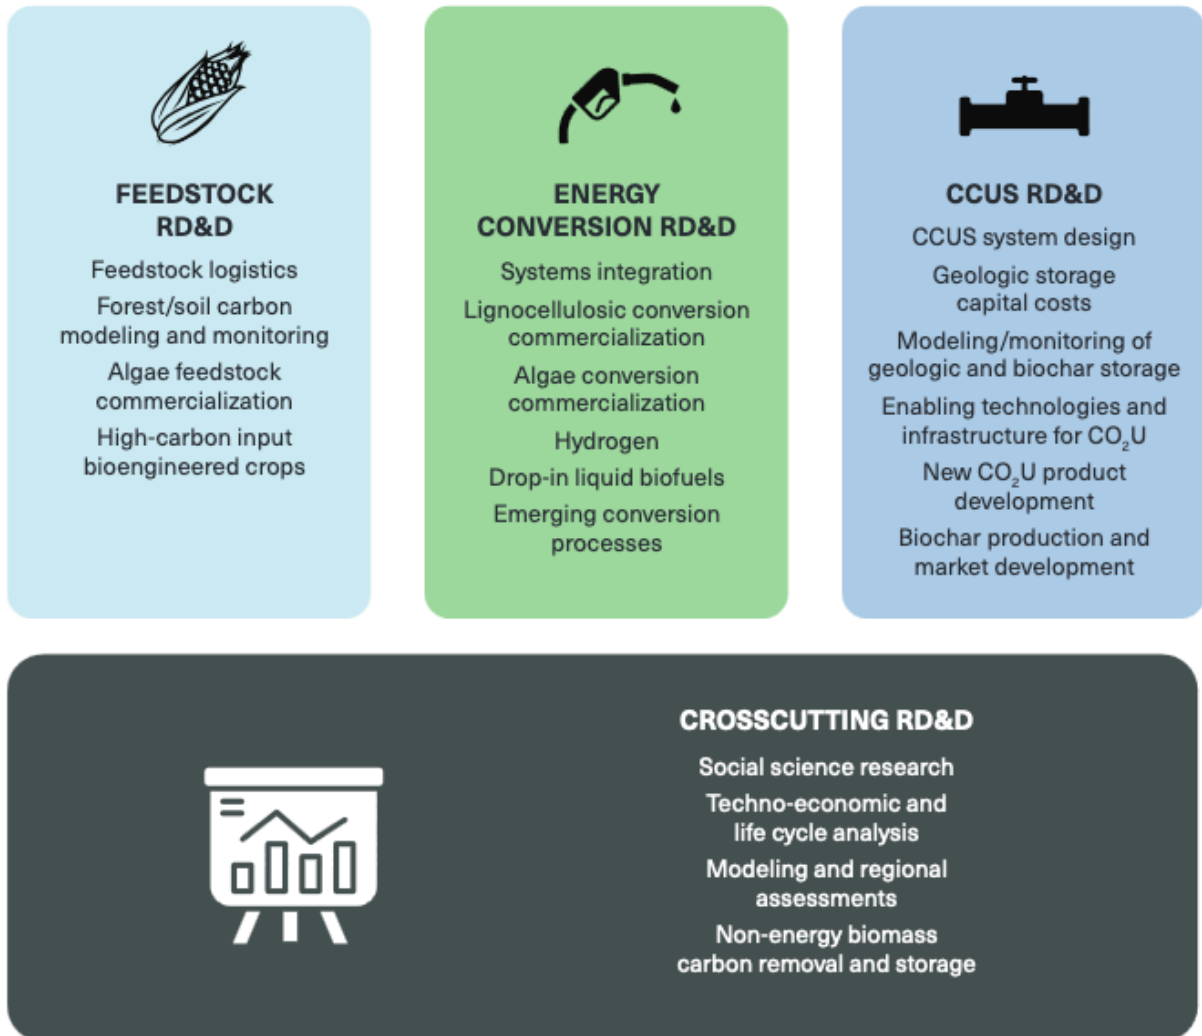 FEEDSTOCK
RD&D
Feedstock logistics
Forest/soil carbon
modeling and monitoring
Algae feedstock
commercialization
High-carbon input
bioengineered crops
ENERGY
CONVERSION RD&D
Systems integration
Lignocellulosic conversion
commercialization
Algae conversion
commercialization
Hydrogen
Drop-in liquid biofuels
Emerging conversion
processes
CCUS RD&D
CCUS system design
Geologic storage
capital costs
Modeling/monitoring of
geologic and biochar storage
Enabling technologies and
infrastructure for CO₂U
New CO₂U product
development
Biochar production and
market development
CROSSCUTTING RD&D
Social science research
Techno-economic and
life cycle analysis
Modeling and regional
assessments
Non-energy biomass
carbon removal and storage